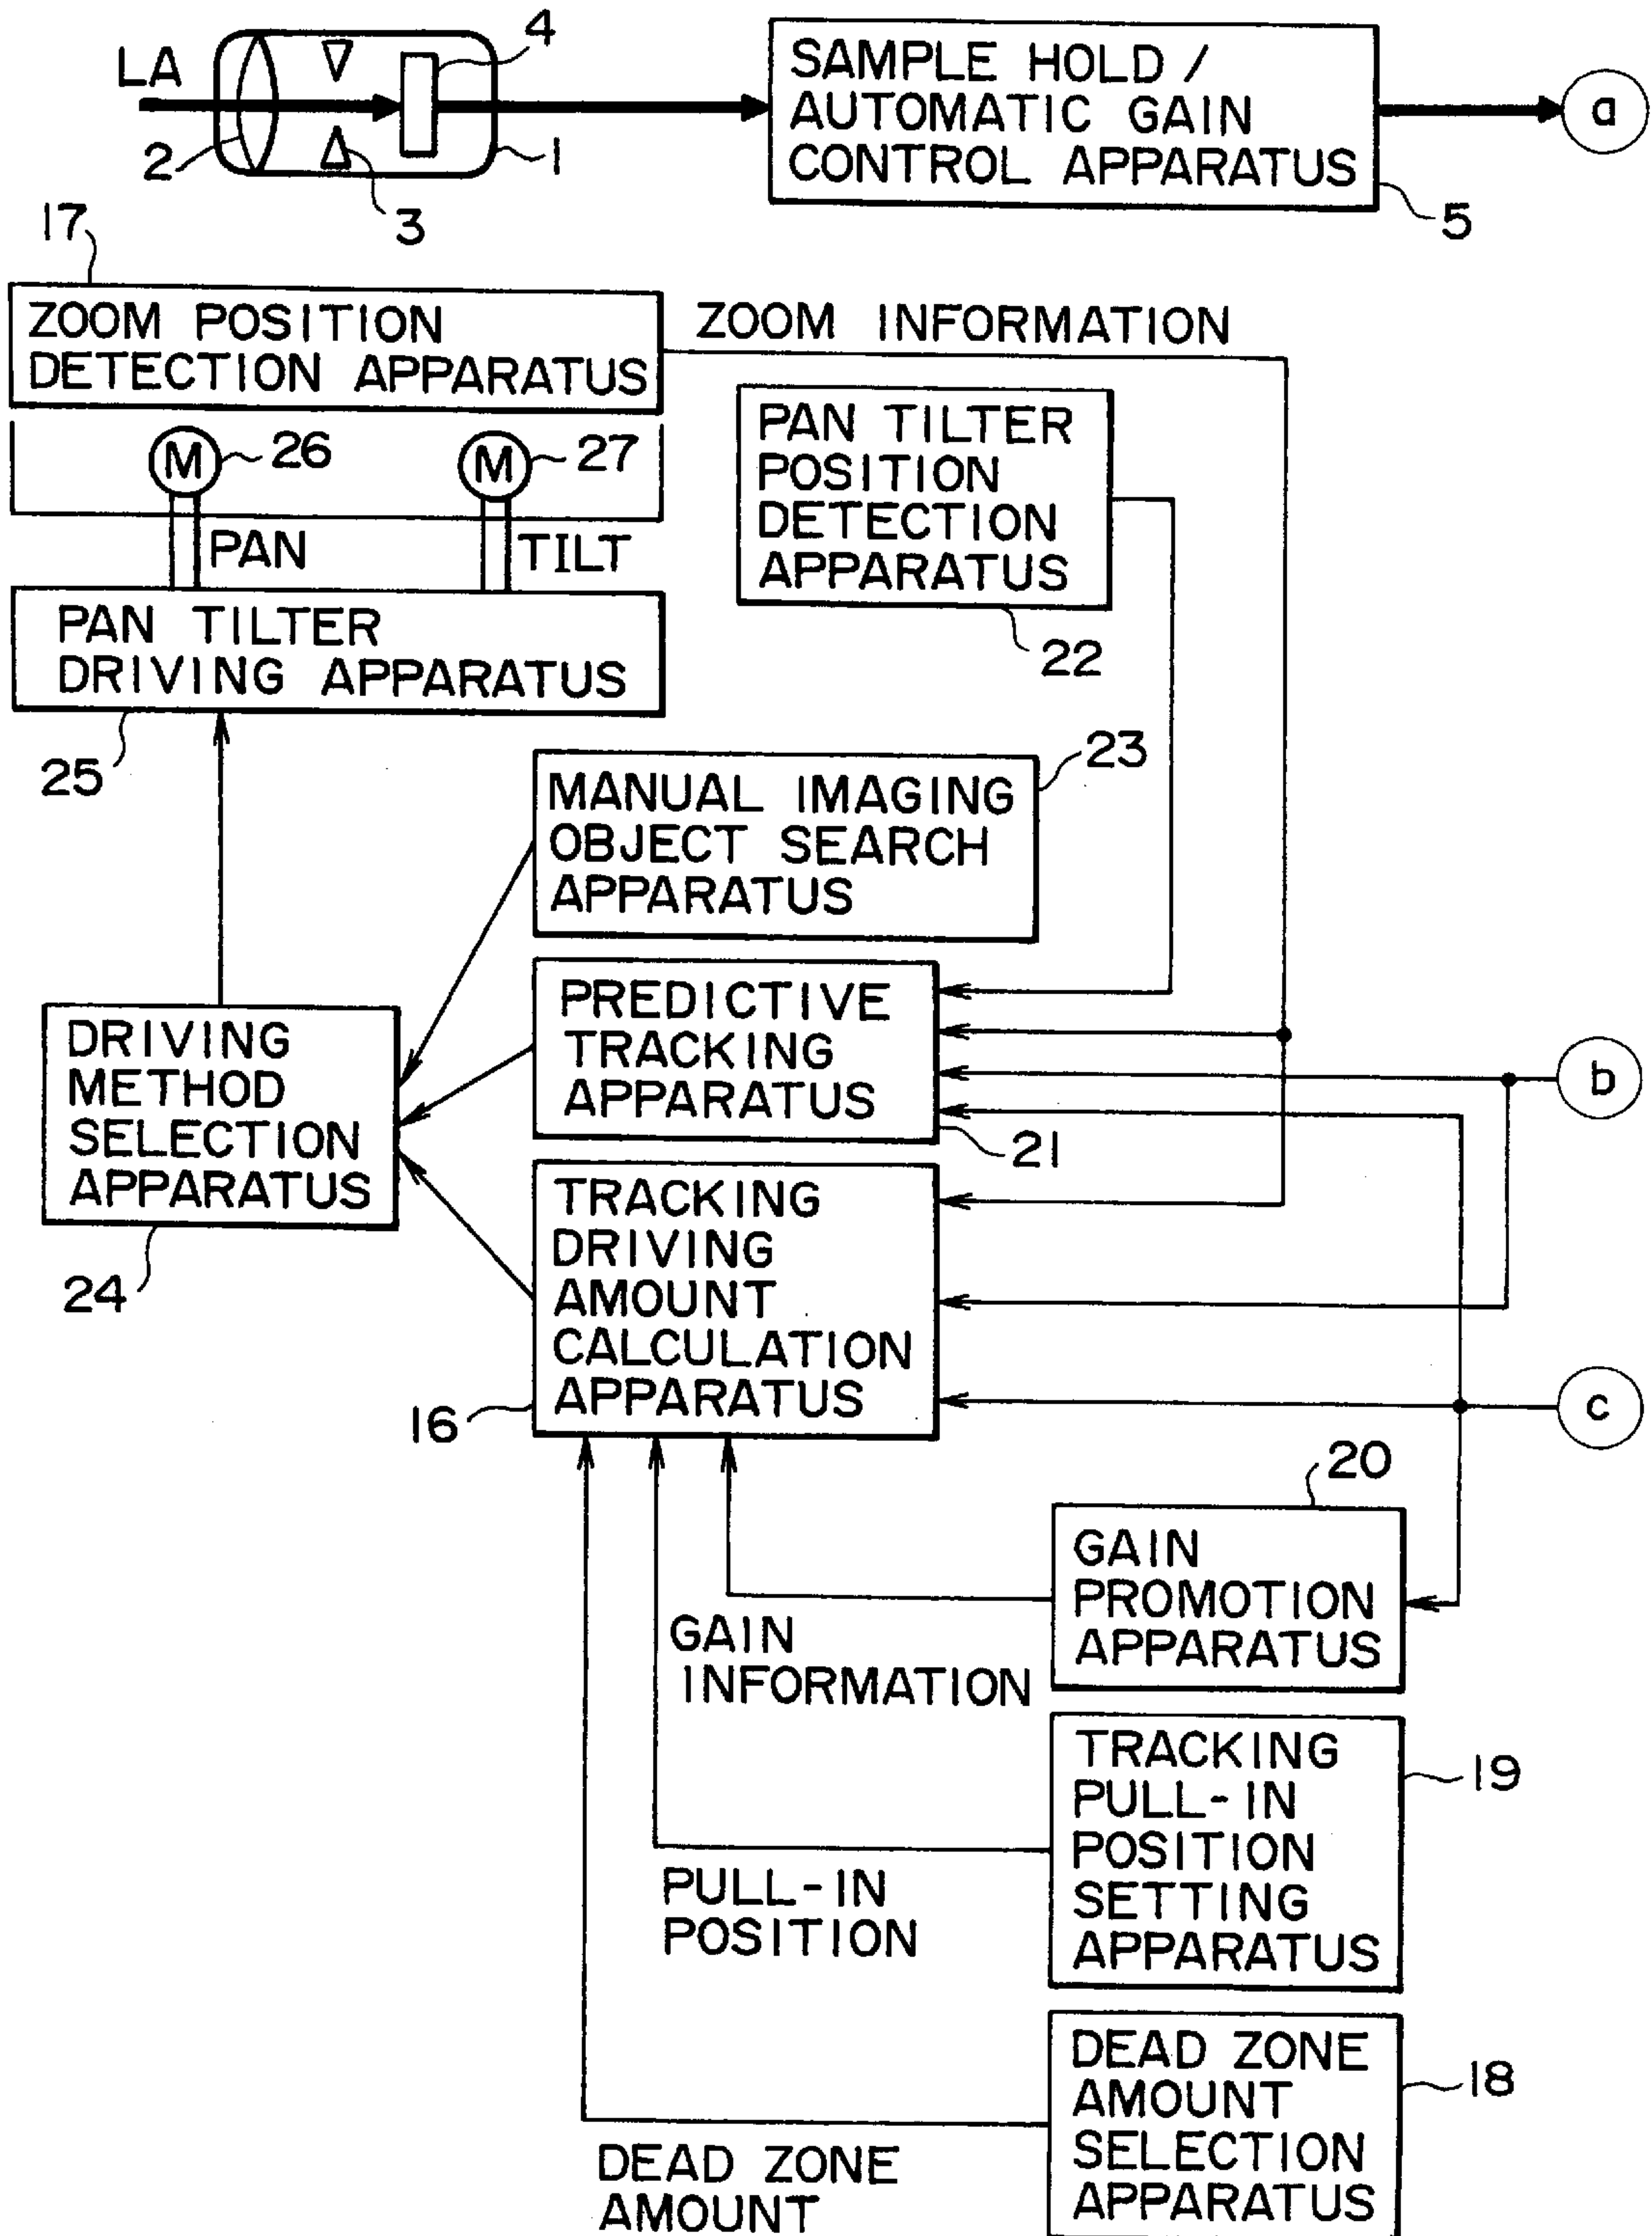 LA
2
3
4
1
SAMPLE HOLD /
AUTOMATIC GAIN
CONTROL APPARATUS
5
a
17
ZOOM POSITION
DETECTION APPARATUS
ZOOM INFORMATION
M
26
M
27
PAN
TILT
PAN TILTER
POSITION
DETECTION
APPARATUS
22
PAN TILTER
DRIVING APPARATUS
25
MANUAL IMAGING
OBJECT SEARCH
APPARATUS
23
PREDICTIVE
TRACKING
APPARATUS
21
b
DRIVING
METHOD
SELECTION
APPARATUS
24
TRACKING
DRIVING
AMOUNT
CALCULATION
APPARATUS
16
c
20
GAIN
PROMOTION
APPARATUS
GAIN
INFORMATION
TRACKING
PULL-IN
POSITION
SETTING
APPARATUS
19
PULL-IN
POSITION
DEAD ZONE
AMOUNT
SELECTION
APPARATUS
18
DEAD ZONE
AMOUNT